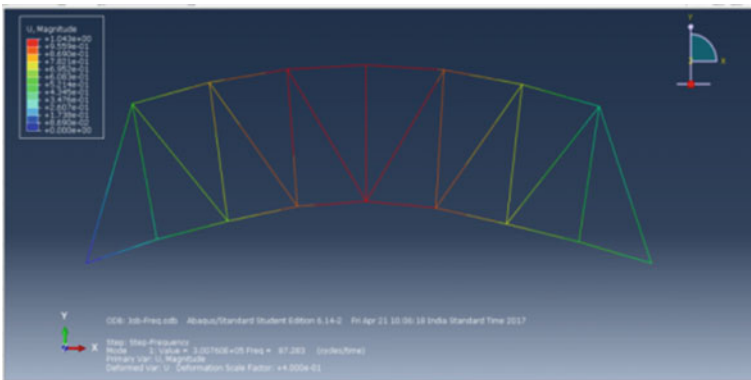 U, Magnitude
+1.043e+00
+9.559e-01
+8.690e-01
+7.821e-01
+6.952e-01
+6.083e-01
+5.214e-01
+4.345e-01
+3.476e-01
+2.607e-01
+1.738e-01
+8.690e-02
+0.000e+00
Y
X
Y
X
ODB: Job-Freq.odb Abaqus/Standard Student Edition 6.14-2 Fri Apr 21 10:06:18 India Standard Time 2017
Step: Step-Frequency
Mode 1: Value = 3.00760E+05 Freq = 87.283 (cycles/time)
Primary Var: U, Magnitude
Deformed Var: U Deformation Scale Factor: +4.000e-01